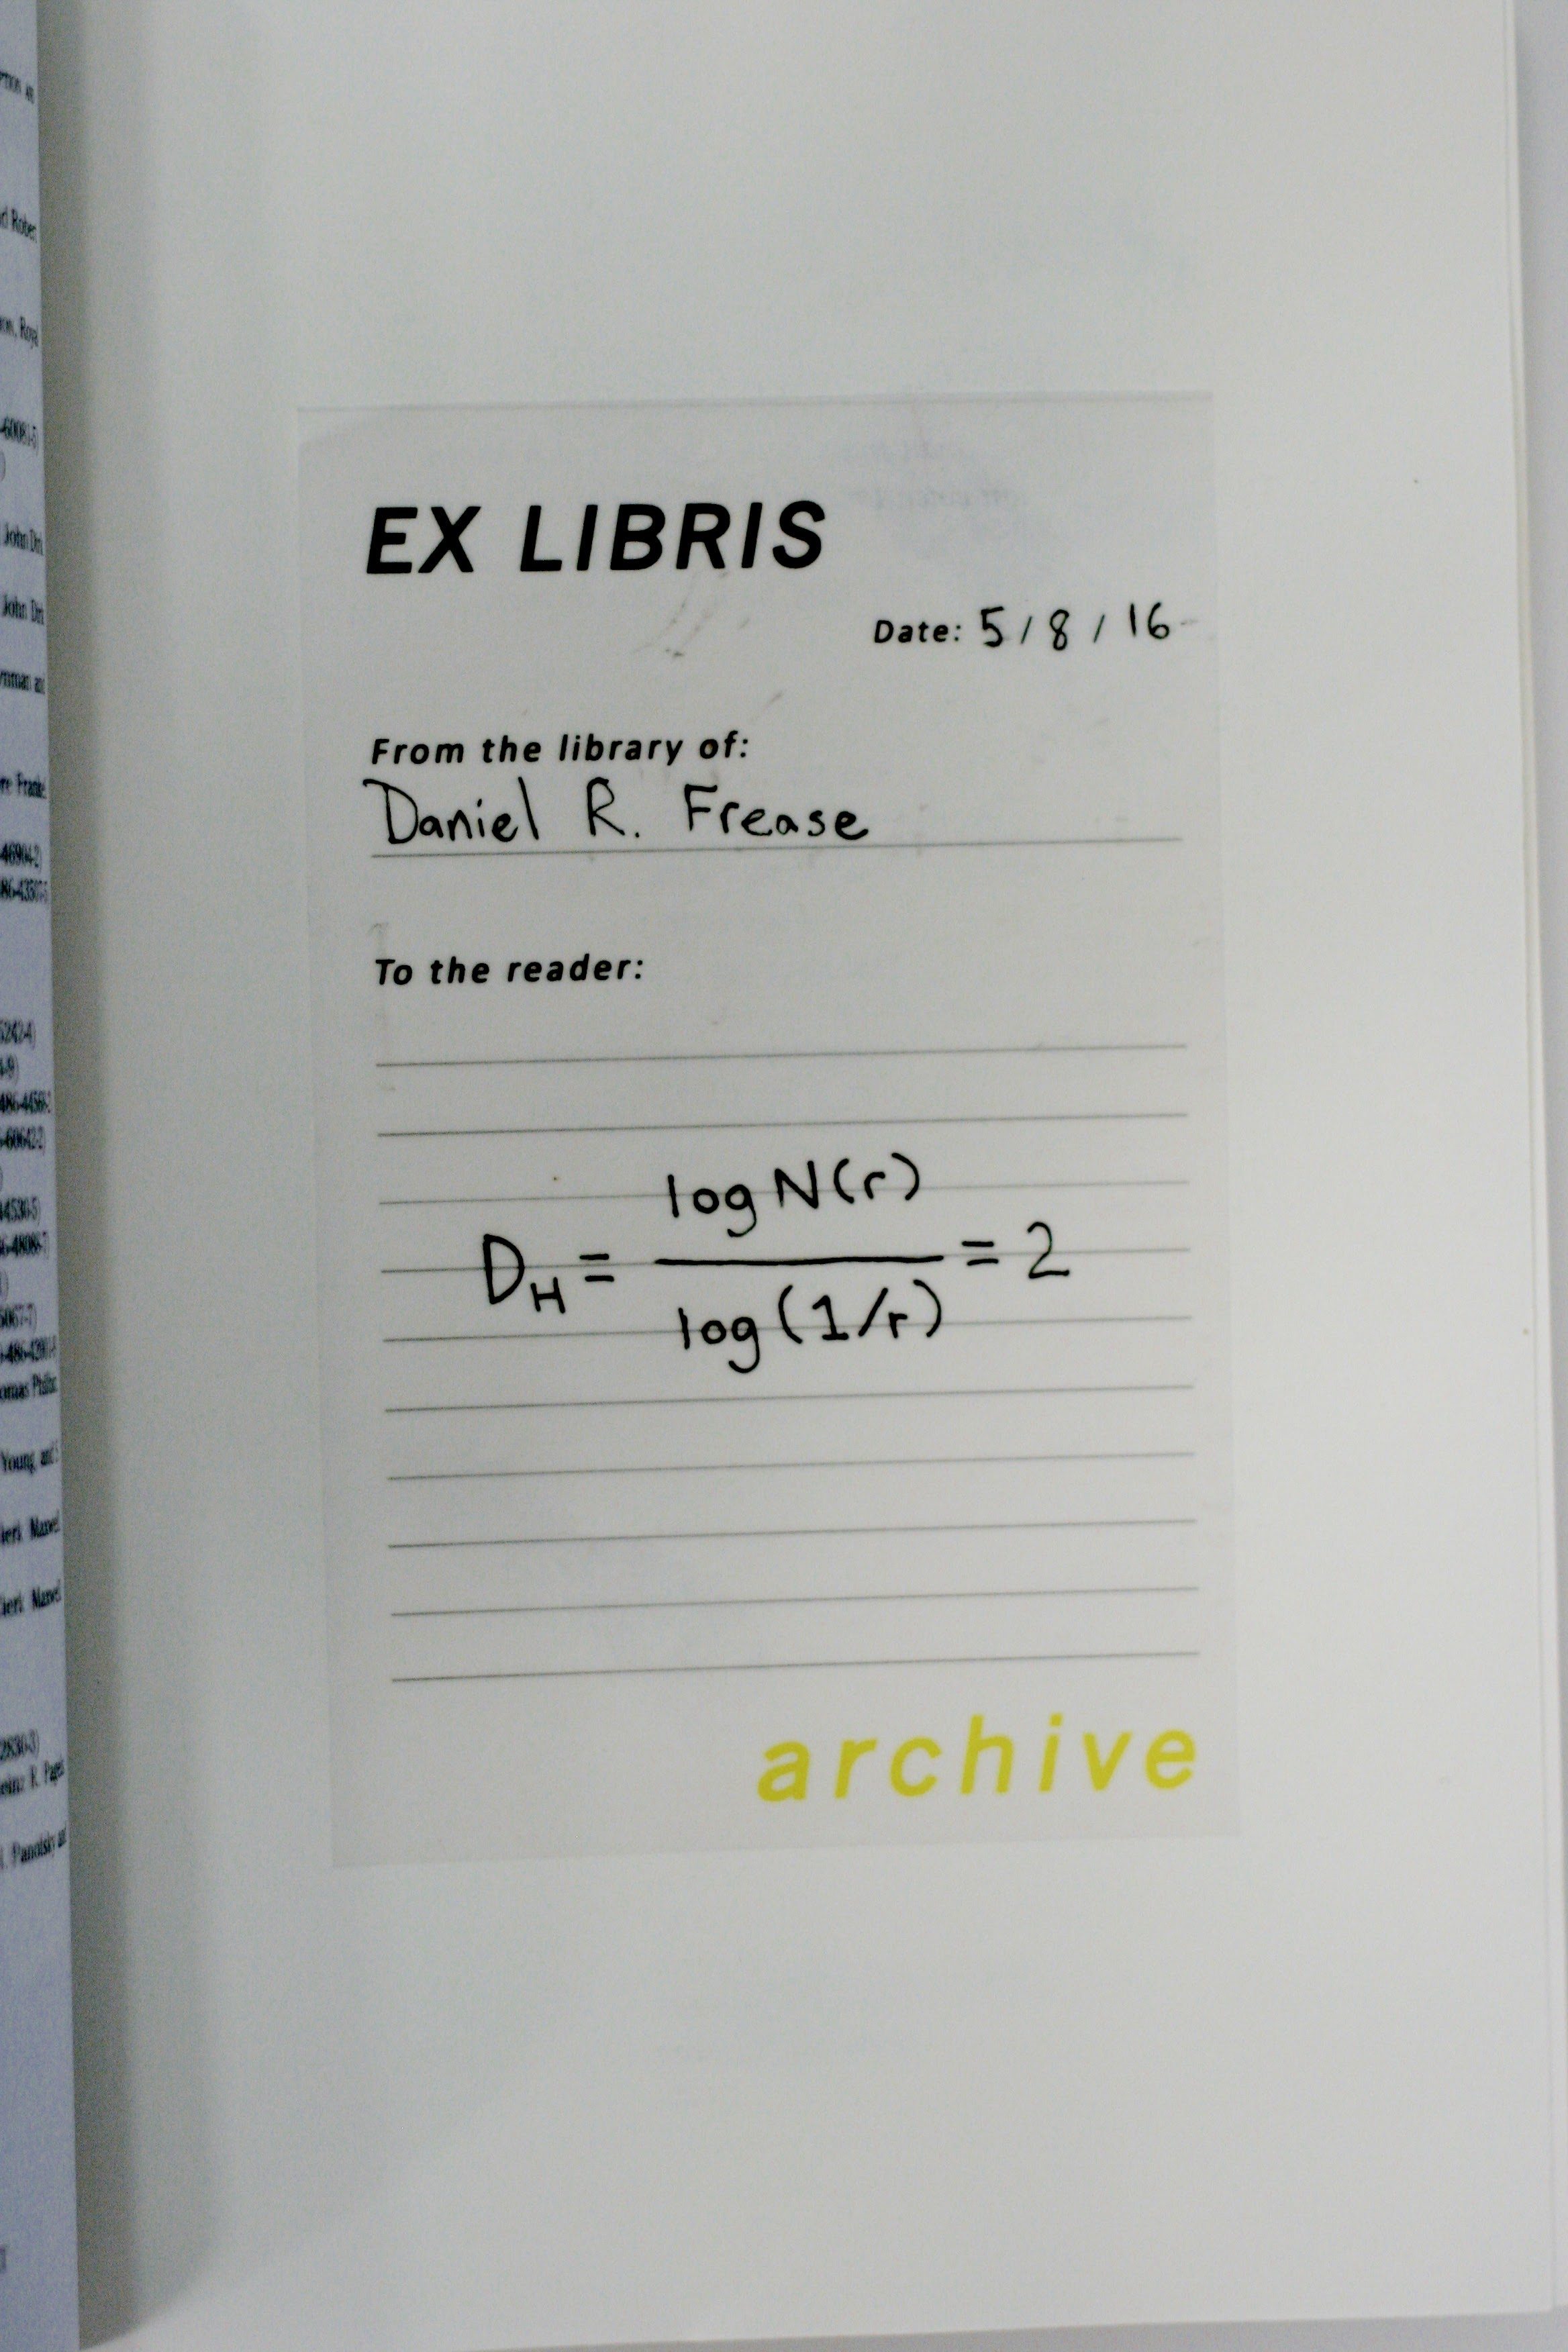 EX LIBRIS
Date: 5/8/16
From the library of:
Daniel R. Frease
To the reader:
log N(r)
D_H = ———— = 2
log (1/r)
archive